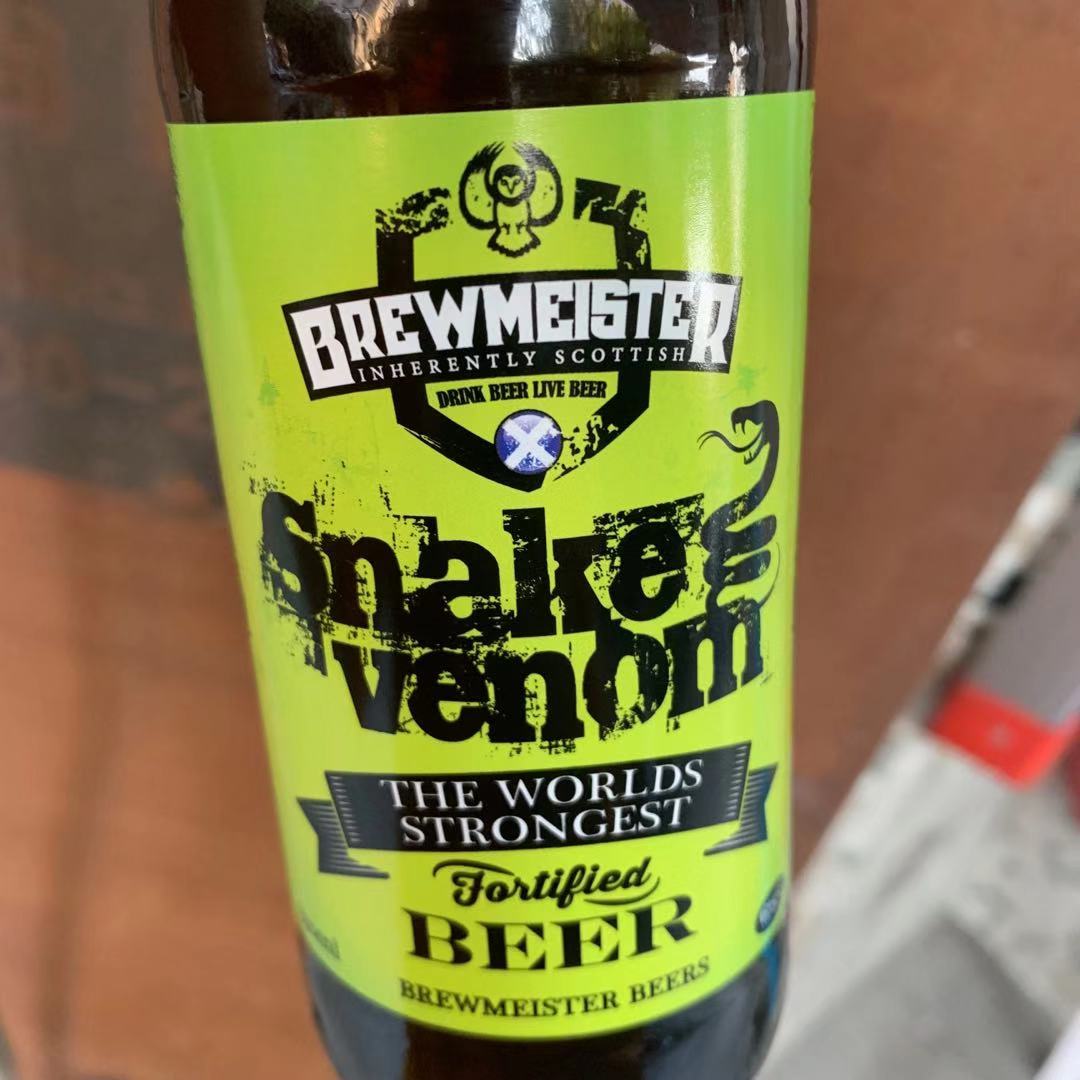 BREWMEISTER
INHERENTLY SCOTTISH
DRINK BEER LIVE BEER
Snake
venom
THE WORLDS
STRONGEST
Fortified
BEER
BREWMEISTER BEERS